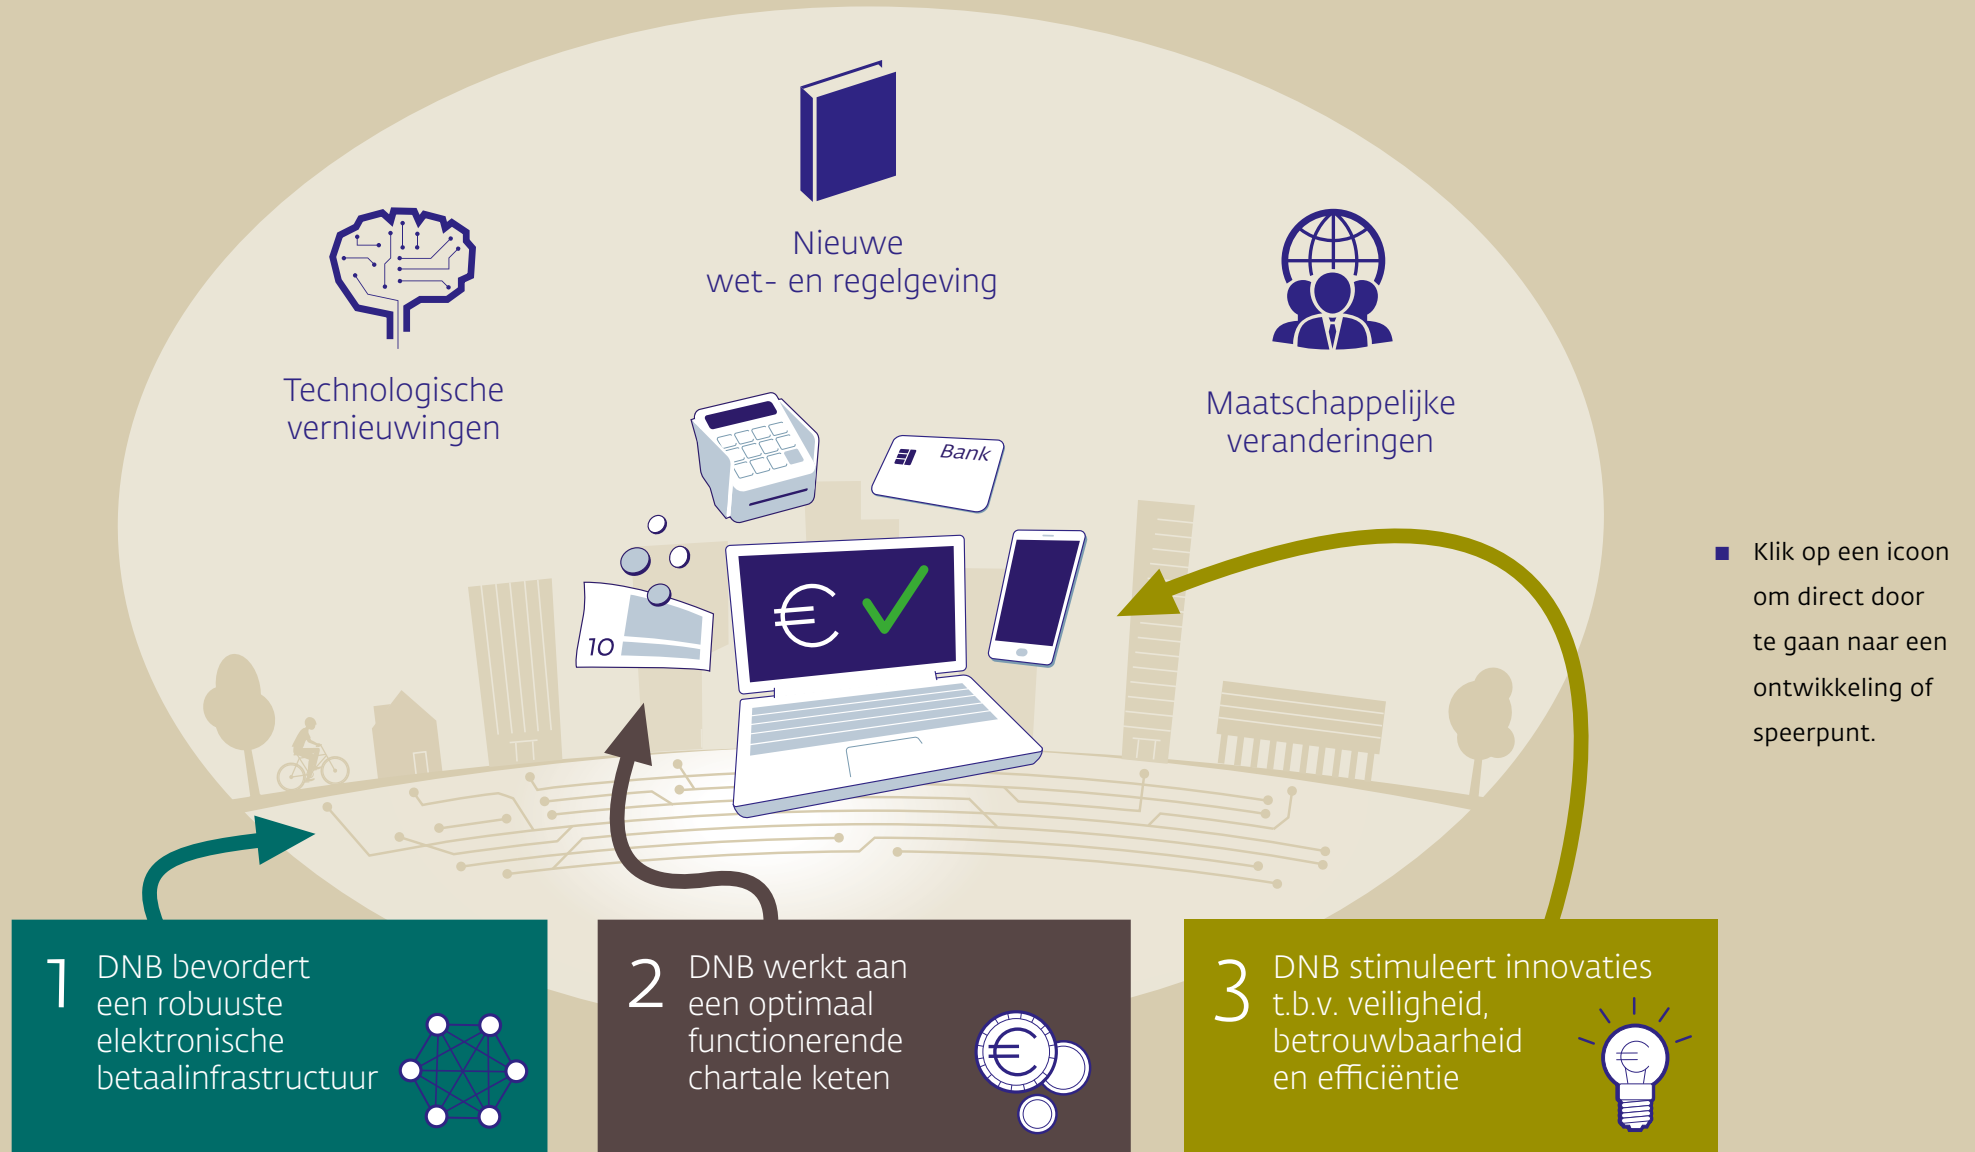 Nieuwe
wet- en regelgeving
Technologische
vernieuwingen
Maatschappelijke
veranderingen
Bank
10
Klik op een icoon
om direct door
te gaan naar een
ontwikkeling of
speerpunt.
1
DNB bevordert
een robuuste
elektronische
betaalinfrastructuur
2
DNB werkt aan
een optimaal
functionerende
chartale keten
3
DNB stimuleert innovaties
t.b.v. veiligheid,
betrouwbaarheid
en efficiëntie